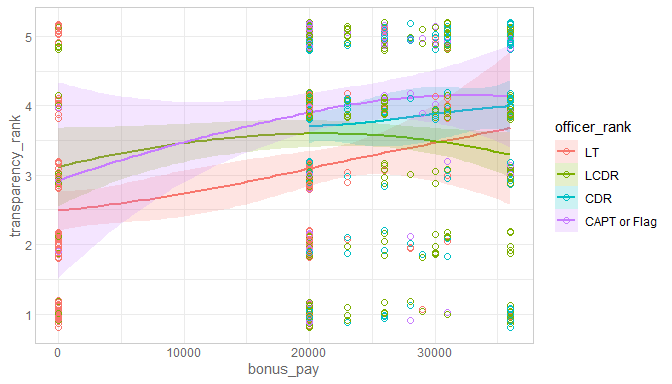 5
4
3
2
1
transparency_rank
0
10000
20000
30000
bonus_pay
officer_rank
LT
LCDR
CDR
CAPT or Flag